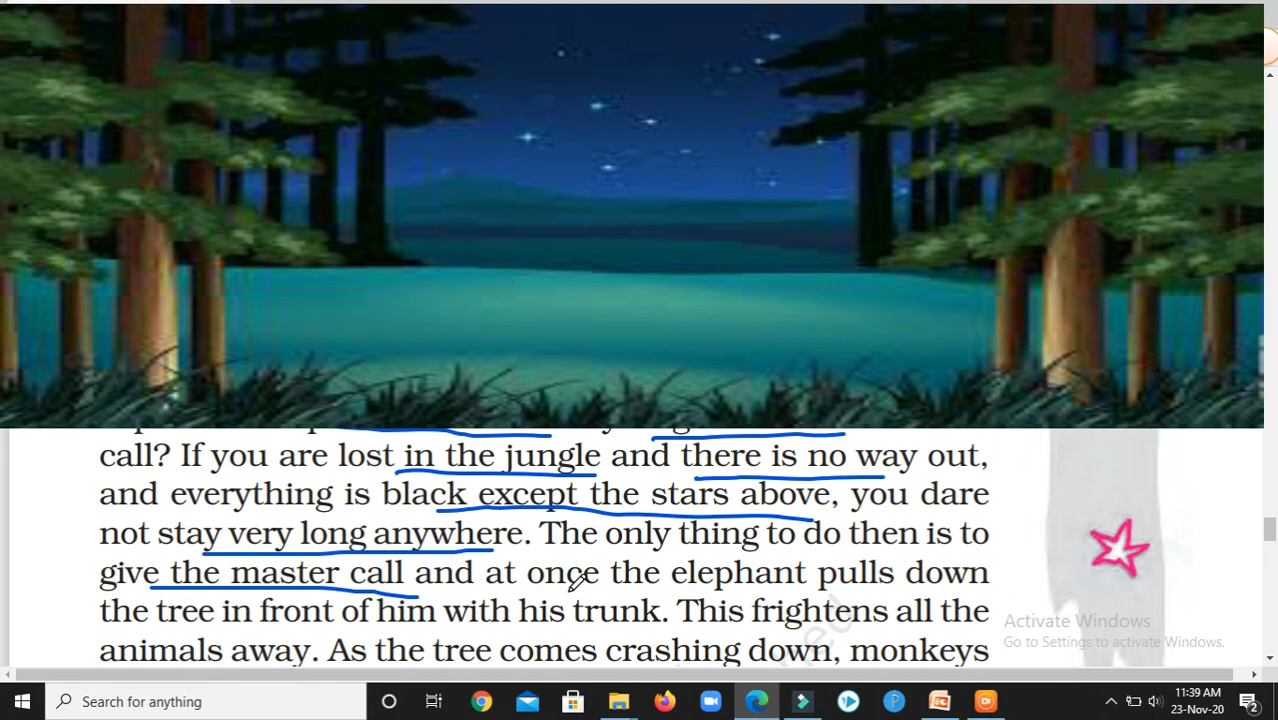 call? If you are lost in the jungle and there is no way out,
and everything is black except the stars above, you dare
not stay very long anywhere. The only thing to do then is to
give the master call and at once the elephant pulls down
the tree in front of him with his trunk. This frightens all the
animals away. As the tree comes crashing down, monkeys
Activate Windows
Go to Settings to activate Windows.
Search for anything
11:39 AM
23-Nov-20
2